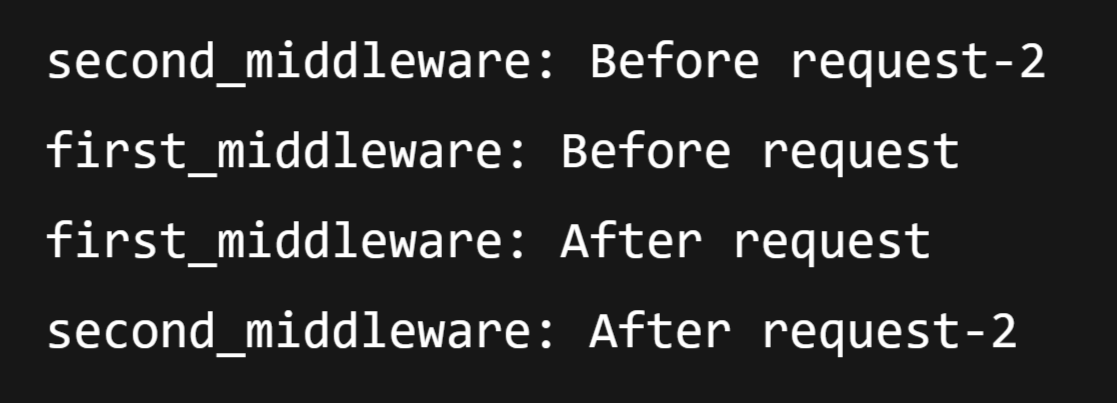 second_middleware: Before request-2
first_middleware: Before request
first_middleware: After request
second_middleware: After request-2